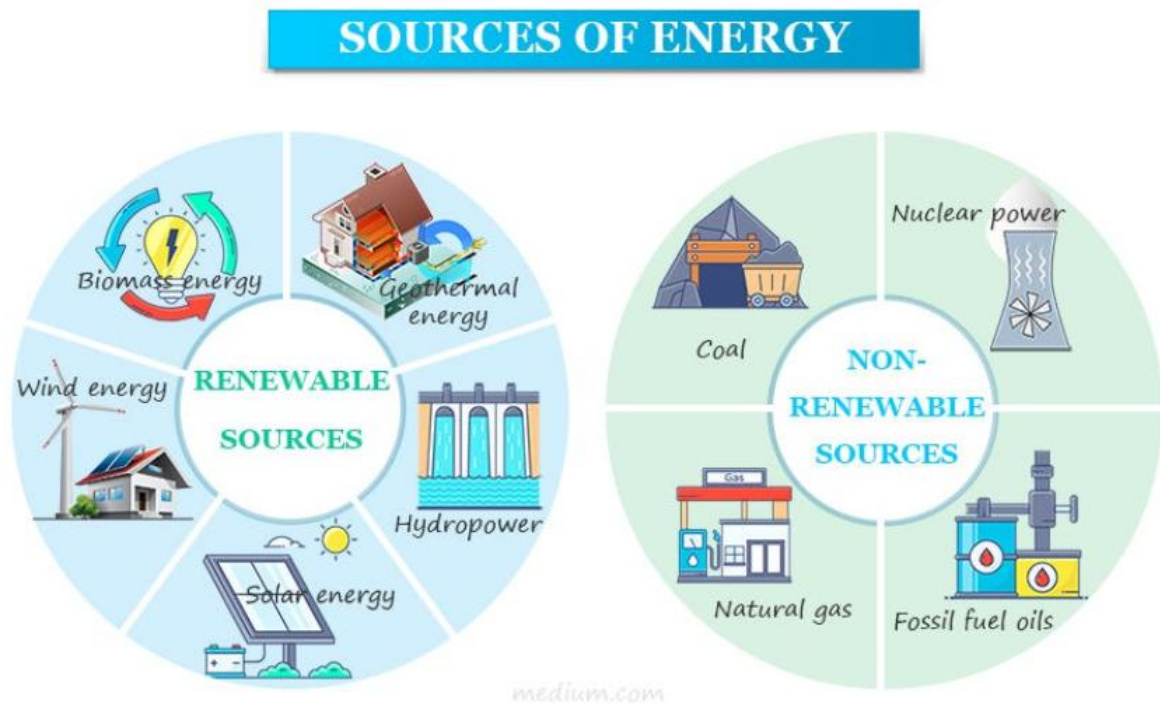 SOURCES OF ENERGY
Biomass energy
Geothermal
energy
Wind energy
RENEWABLE
SOURCES
Hydropower
Solar energy
Coal
Nuclear power
NON-
RENEWABLE
SOURCES
Gas
Natural gas
Fossil fuel oils
medium.com